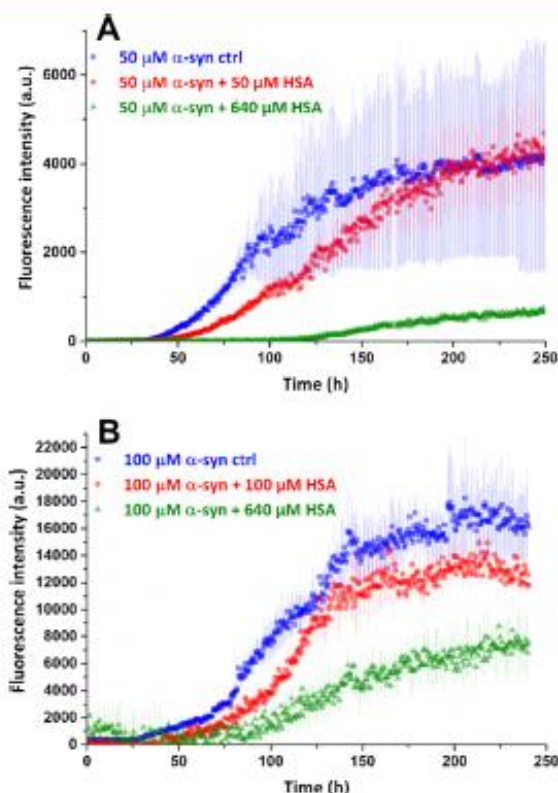 A
50 μM α-syn ctrl
50 μM α-syn + 50 μM HSA
50 μM α-syn + 640 μM HSA
Fluorescence intensity (a.u.)
6000
4000
2000
0
0 50 100 150 200 250
Time (h)
B
100 μM α-syn ctrl
100 μM α-syn + 100 μM HSA
100 μM α-syn + 640 μM HSA
Fluorescence intensity (a.u.)
22000
20000
18000
16000
14000
12000
10000
8000
6000
4000
2000
0
0 50 100 150 200 250
Time (h)